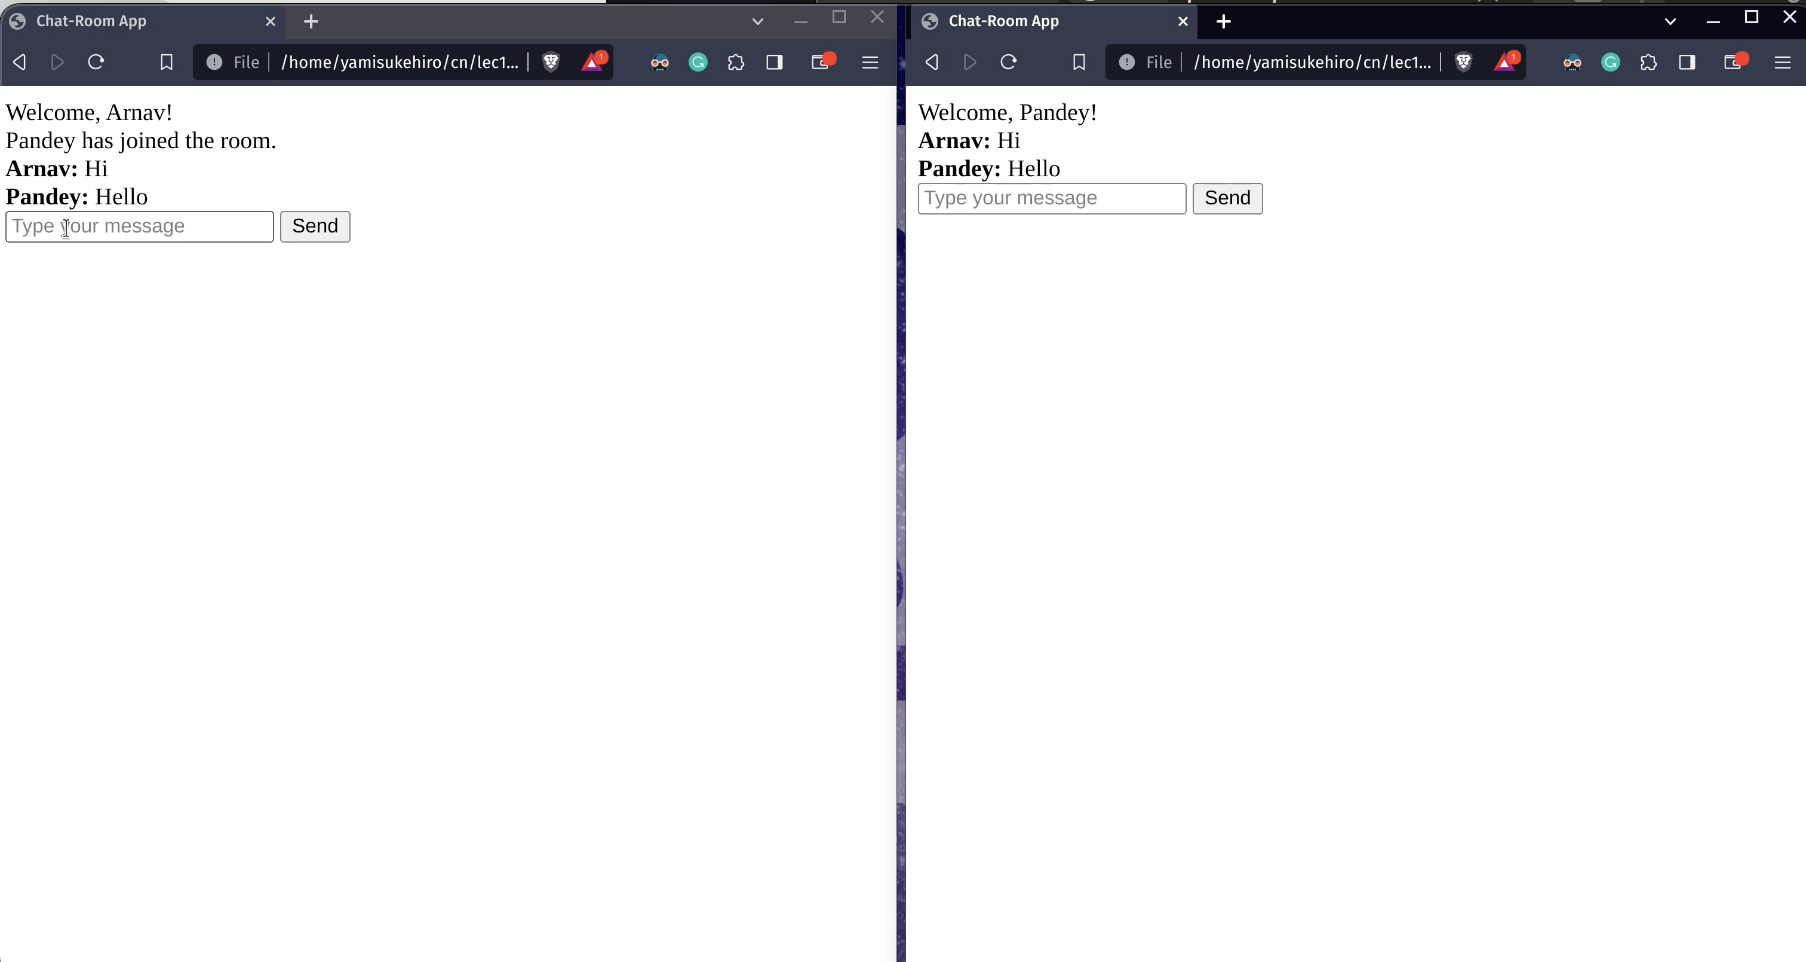 Chat-Room App
File
/home/yamisukehiro/cn/lec1...
1
Welcome, Arnav!
Pandey has joined the room.
Arnav: Hi
Pandey: Hello
Type your message
Send
Chat-Room App
File
/home/yamisukehiro/cn/lec1...
1
Welcome, Pandey!
Arnav: Hi
Pandey: Hello
Type your message
Send